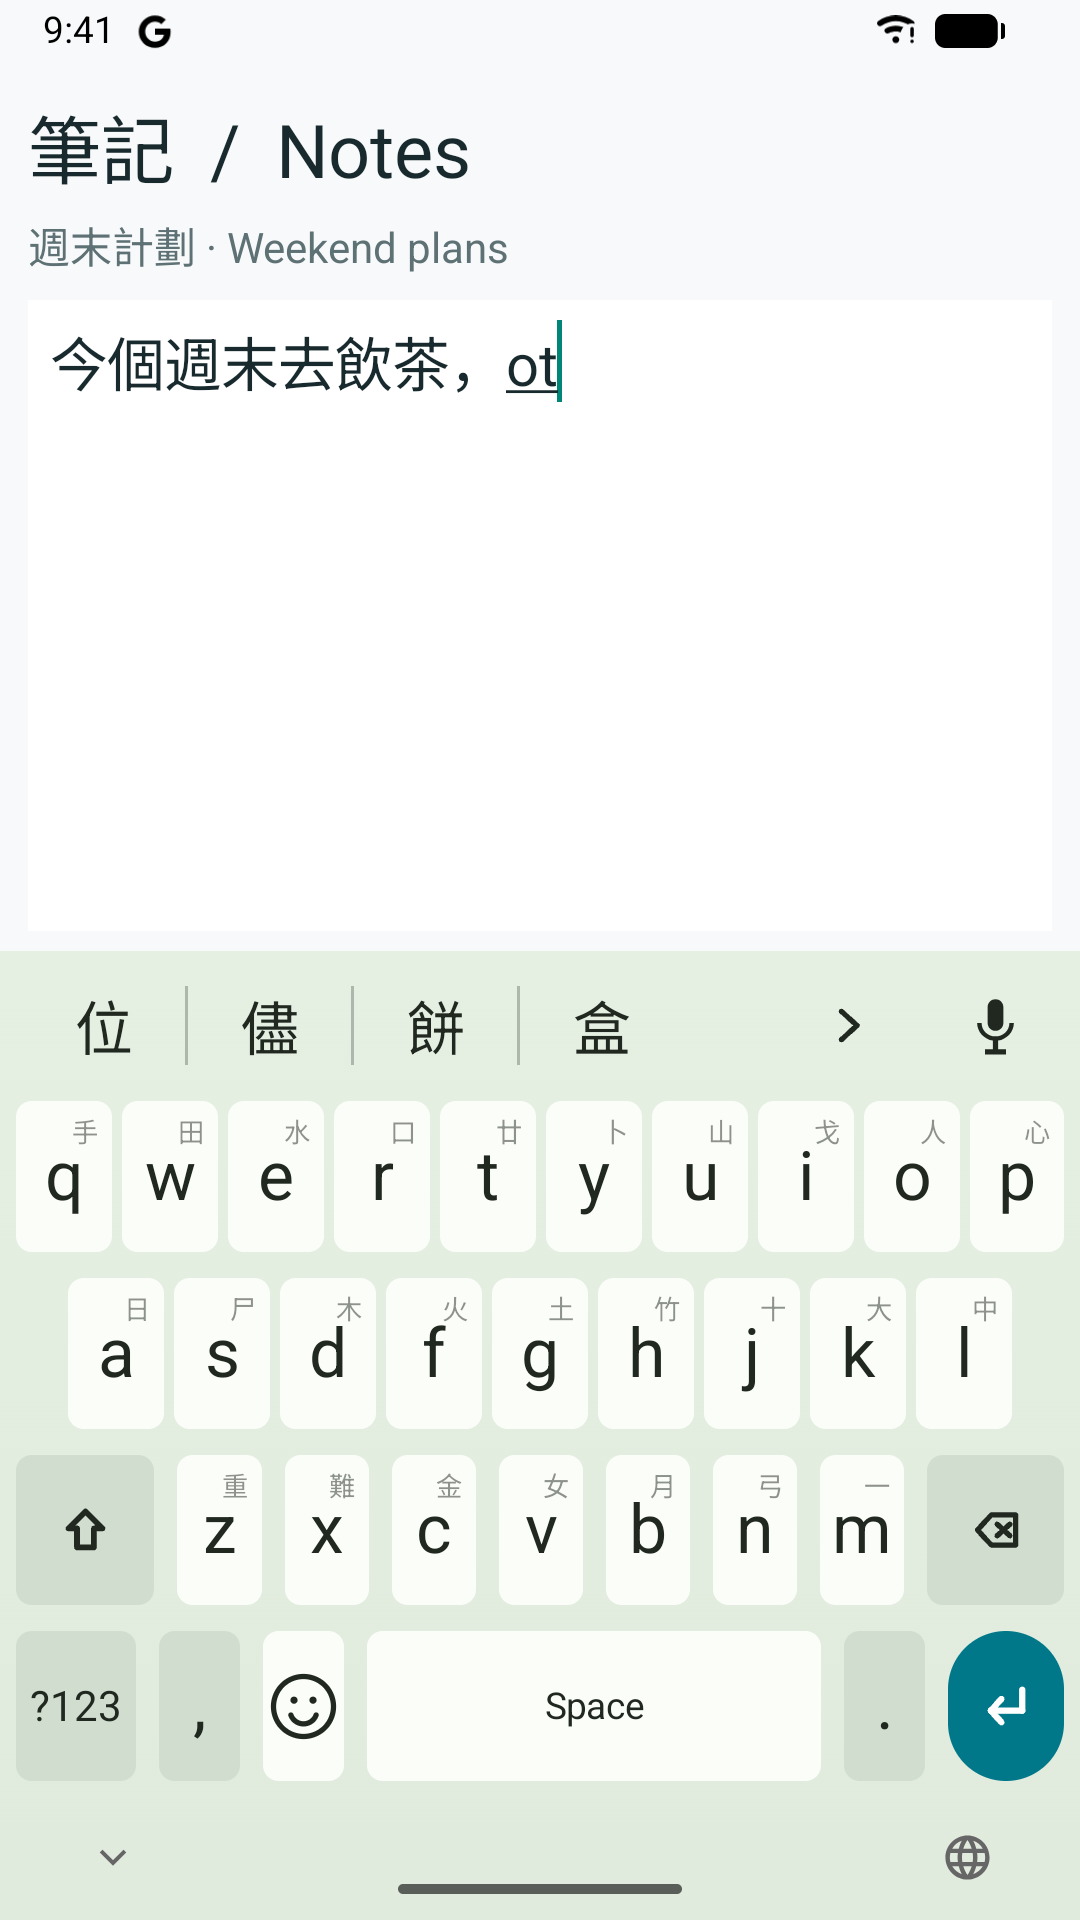 9:41
筆記 / Notes
週末計劃 · Weekend plans
今個週末去飲茶，ot
位 儘 餅 盒
手 田 水 口 廿 卜 山 戈 人 心
q w e r t y u i o p
日 尸 木 火 土 竹 十 大 中
a s d f g h j k l
重 難 金 女 月 弓 一
z x c v b n m
?123 , Space .